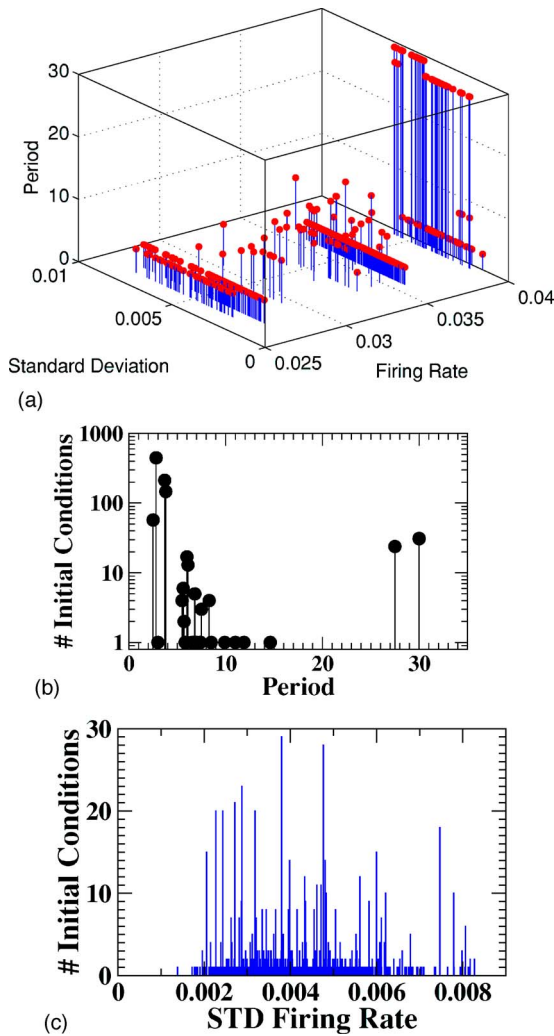 30
20
10
0
Period
0.01
0.005
0
Standard Deviation
0.025
0.03
0.035
0.04
Firing Rate
(a)
1000
100
10
1
# Initial Conditions
0 10 20 30
Period
(b)
30
20
10
0
# Initial Conditions
0 0.002 0.004 0.006 0.008
STD Firing Rate
(c)